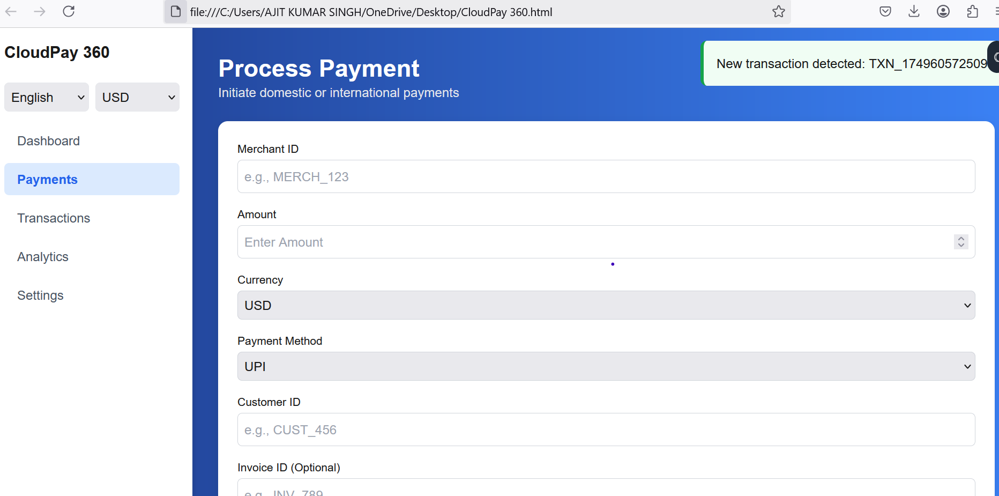 file:///C:/Users/AJIT KUMAR SINGH/OneDrive/Desktop/CloudPay 360.html
CloudPay 360
English
USD
Dashboard
Payments
Transactions
Analytics
Settings
Process Payment
Initiate domestic or international payments
New transaction detected: TXN_174960572509
Merchant ID
e.g., MERCH_123
Amount
Enter Amount
Currency
USD
Payment Method
UPI
Customer ID
e.g., CUST_456
Invoice ID (Optional)
e.g., INV_789